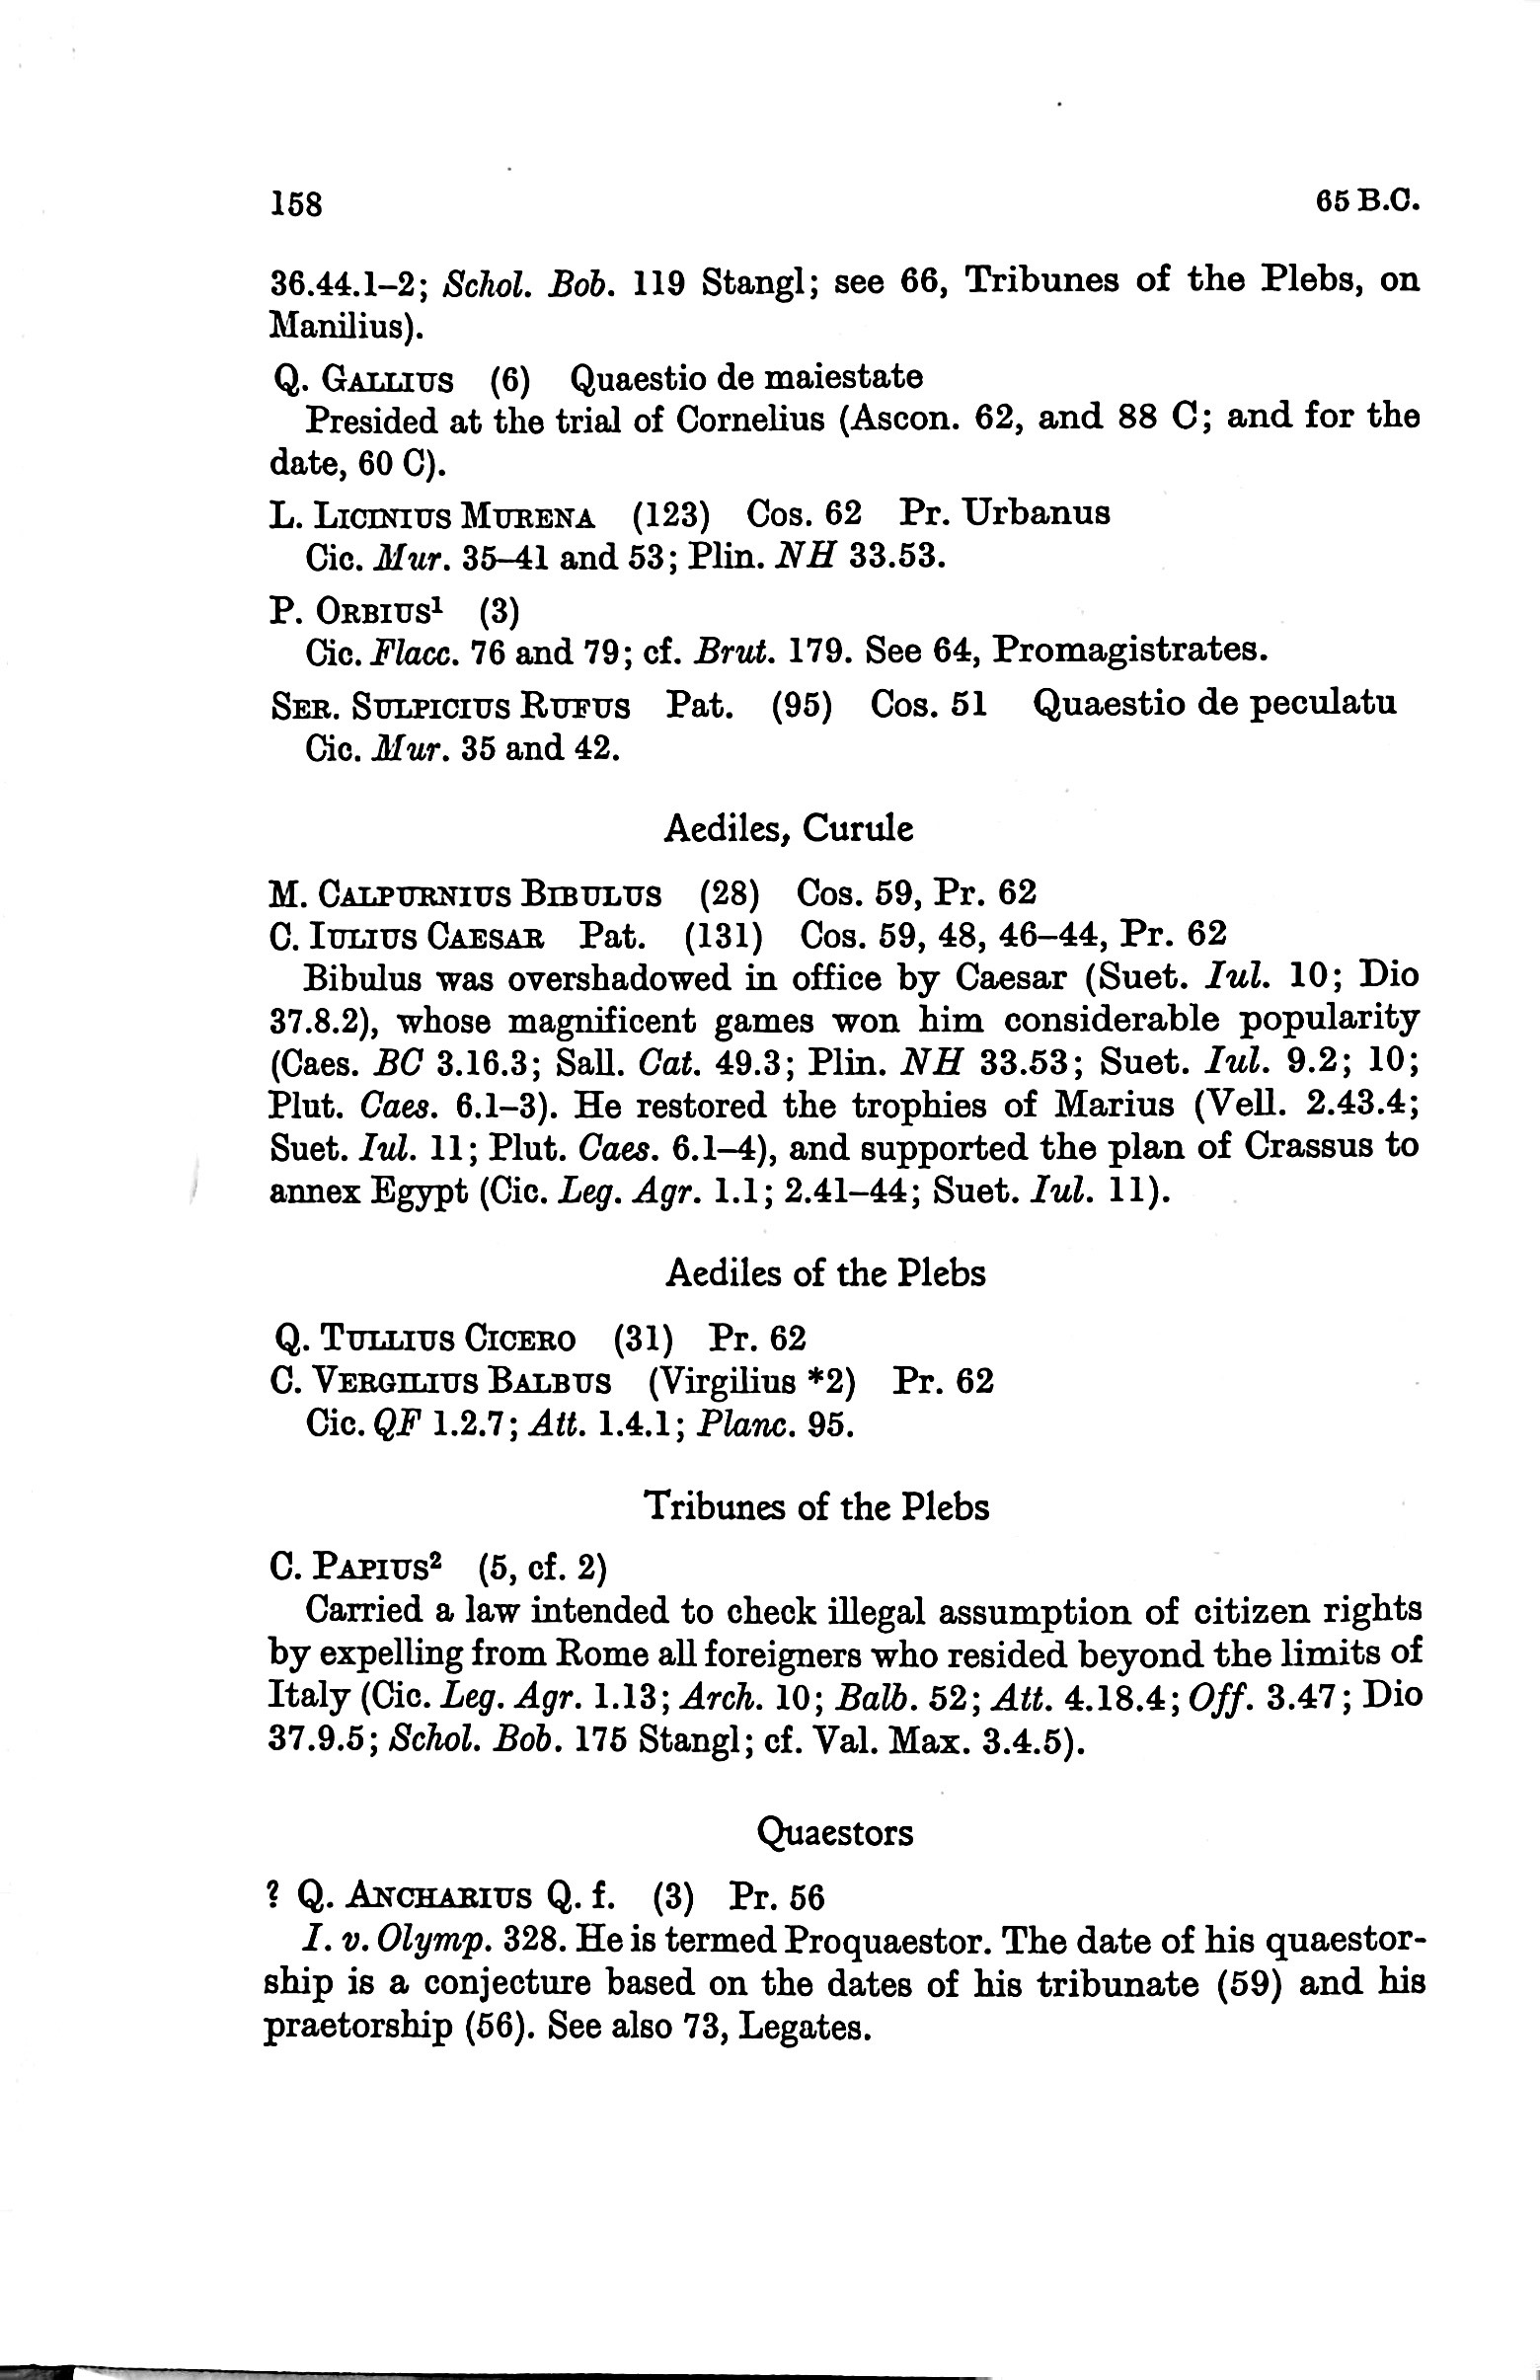 158 65 B.C.
36.44.1–2; Schol. Bob. 119 Stangl; see 66, Tribunes of the Plebs, on
Manilius).
Q. GALLIUS (6) Quaestio de maiestate
Presided at the trial of Cornelius (Ascon. 62, and 88 C; and for the
date, 60 C).
L. LICINIUS MURENA (123) Cos. 62 Pr. Urbanus
Cic. Mur. 35–41 and 53; Plin. NH 33.53.
P. ORBIUS¹ (3)
Cic. Flacc. 76 and 79; cf. Brut. 179. See 64, Promagistrates.
SER. SULPICIUS RUFUS Pat. (95) Cos. 51 Quaestio de peculatu
Cic. Mur. 35 and 42.
Aediles, Curule
M. CALPURNIUS BIBULUS (28) Cos. 59, Pr. 62
C. IULIUS CAESAR Pat. (131) Cos. 59, 48, 46–44, Pr. 62
Bibulus was overshadowed in office by Caesar (Suet. Iul. 10; Dio
37.8.2), whose magnificent games won him considerable popularity
(Caes. BC 3.16.3; Sall. Cat. 49.3; Plin. NH 33.53; Suet. Iul. 9.2; 10;
Plut. Caes. 6.1–3). He restored the trophies of Marius (Vell. 2.43.4;
Suet. Iul. 11; Plut. Caes. 6.1–4), and supported the plan of Crassus to
annex Egypt (Cic. Leg. Agr. 1.1; 2.41–44; Suet. Iul. 11).
Aediles of the Plebs
Q. TULLIUS CICERO (31) Pr. 62
C. VERGILIUS BALBUS (Virgilius *2) Pr. 62
Cic. QF 1.2.7; Att. 1.4.1; Planc. 95.
Tribunes of the Plebs
C. PAPIUS² (5, cf. 2)
Carried a law intended to check illegal assumption of citizen rights
by expelling from Rome all foreigners who resided beyond the limits of
Italy (Cic. Leg. Agr. 1.13; Arch. 10; Balb. 52; Att. 4.18.4; Off. 3.47; Dio
37.9.5; Schol. Bob. 175 Stangl; cf. Val. Max. 3.4.5).
Quaestors
? Q. ANCHARIUS Q. f. (3) Pr. 56
I. v. Olymp. 328. He is termed Proquaestor. The date of his quaestor-
ship is a conjecture based on the dates of his tribunate (59) and his
praetorship (56). See also 73, Legates.